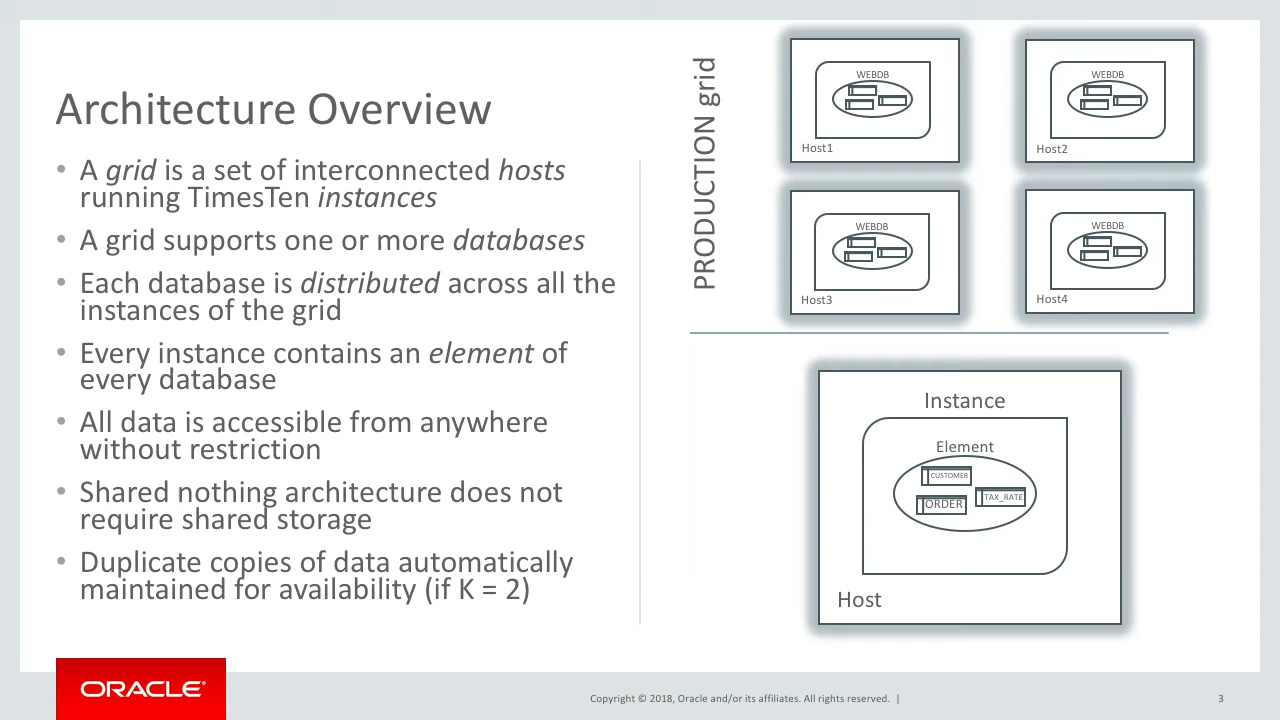 Architecture Overview
• A grid is a set of interconnected hosts
running TimesTen instances
• A grid supports one or more databases
• Each database is distributed across all the
instances of the grid
• Every instance contains an element of
every database
• All data is accessible from anywhere
without restriction
• Shared nothing architecture does not
require shared storage
• Duplicate copies of data automatically
maintained for availability (if K = 2)
PRODUCTION grid
WEBDB
Host1
WEBDB
Host2
WEBDB
Host3
WEBDB
Host4
Instance
Element
CUSTOMER
TAX_RATE
ORDER
Host
ORACLE®
Copyright © 2018, Oracle and/or its affiliates. All rights reserved. |
3